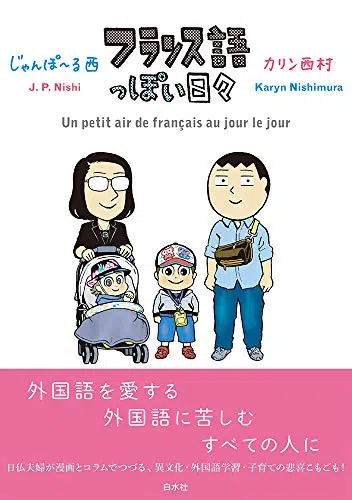 フランス語
っぽい日々
じゃんぽ~る西
J. P. Nishi
カリン西村
Karyn Nishimura
Un petit air de français au jour le jour
外国語を愛する
外国語に苦しむ
すべての人に
日仏夫婦が漫画とコラムでつづる、異文化・外国語学習・子育ての悲喜こもごも!
白水社